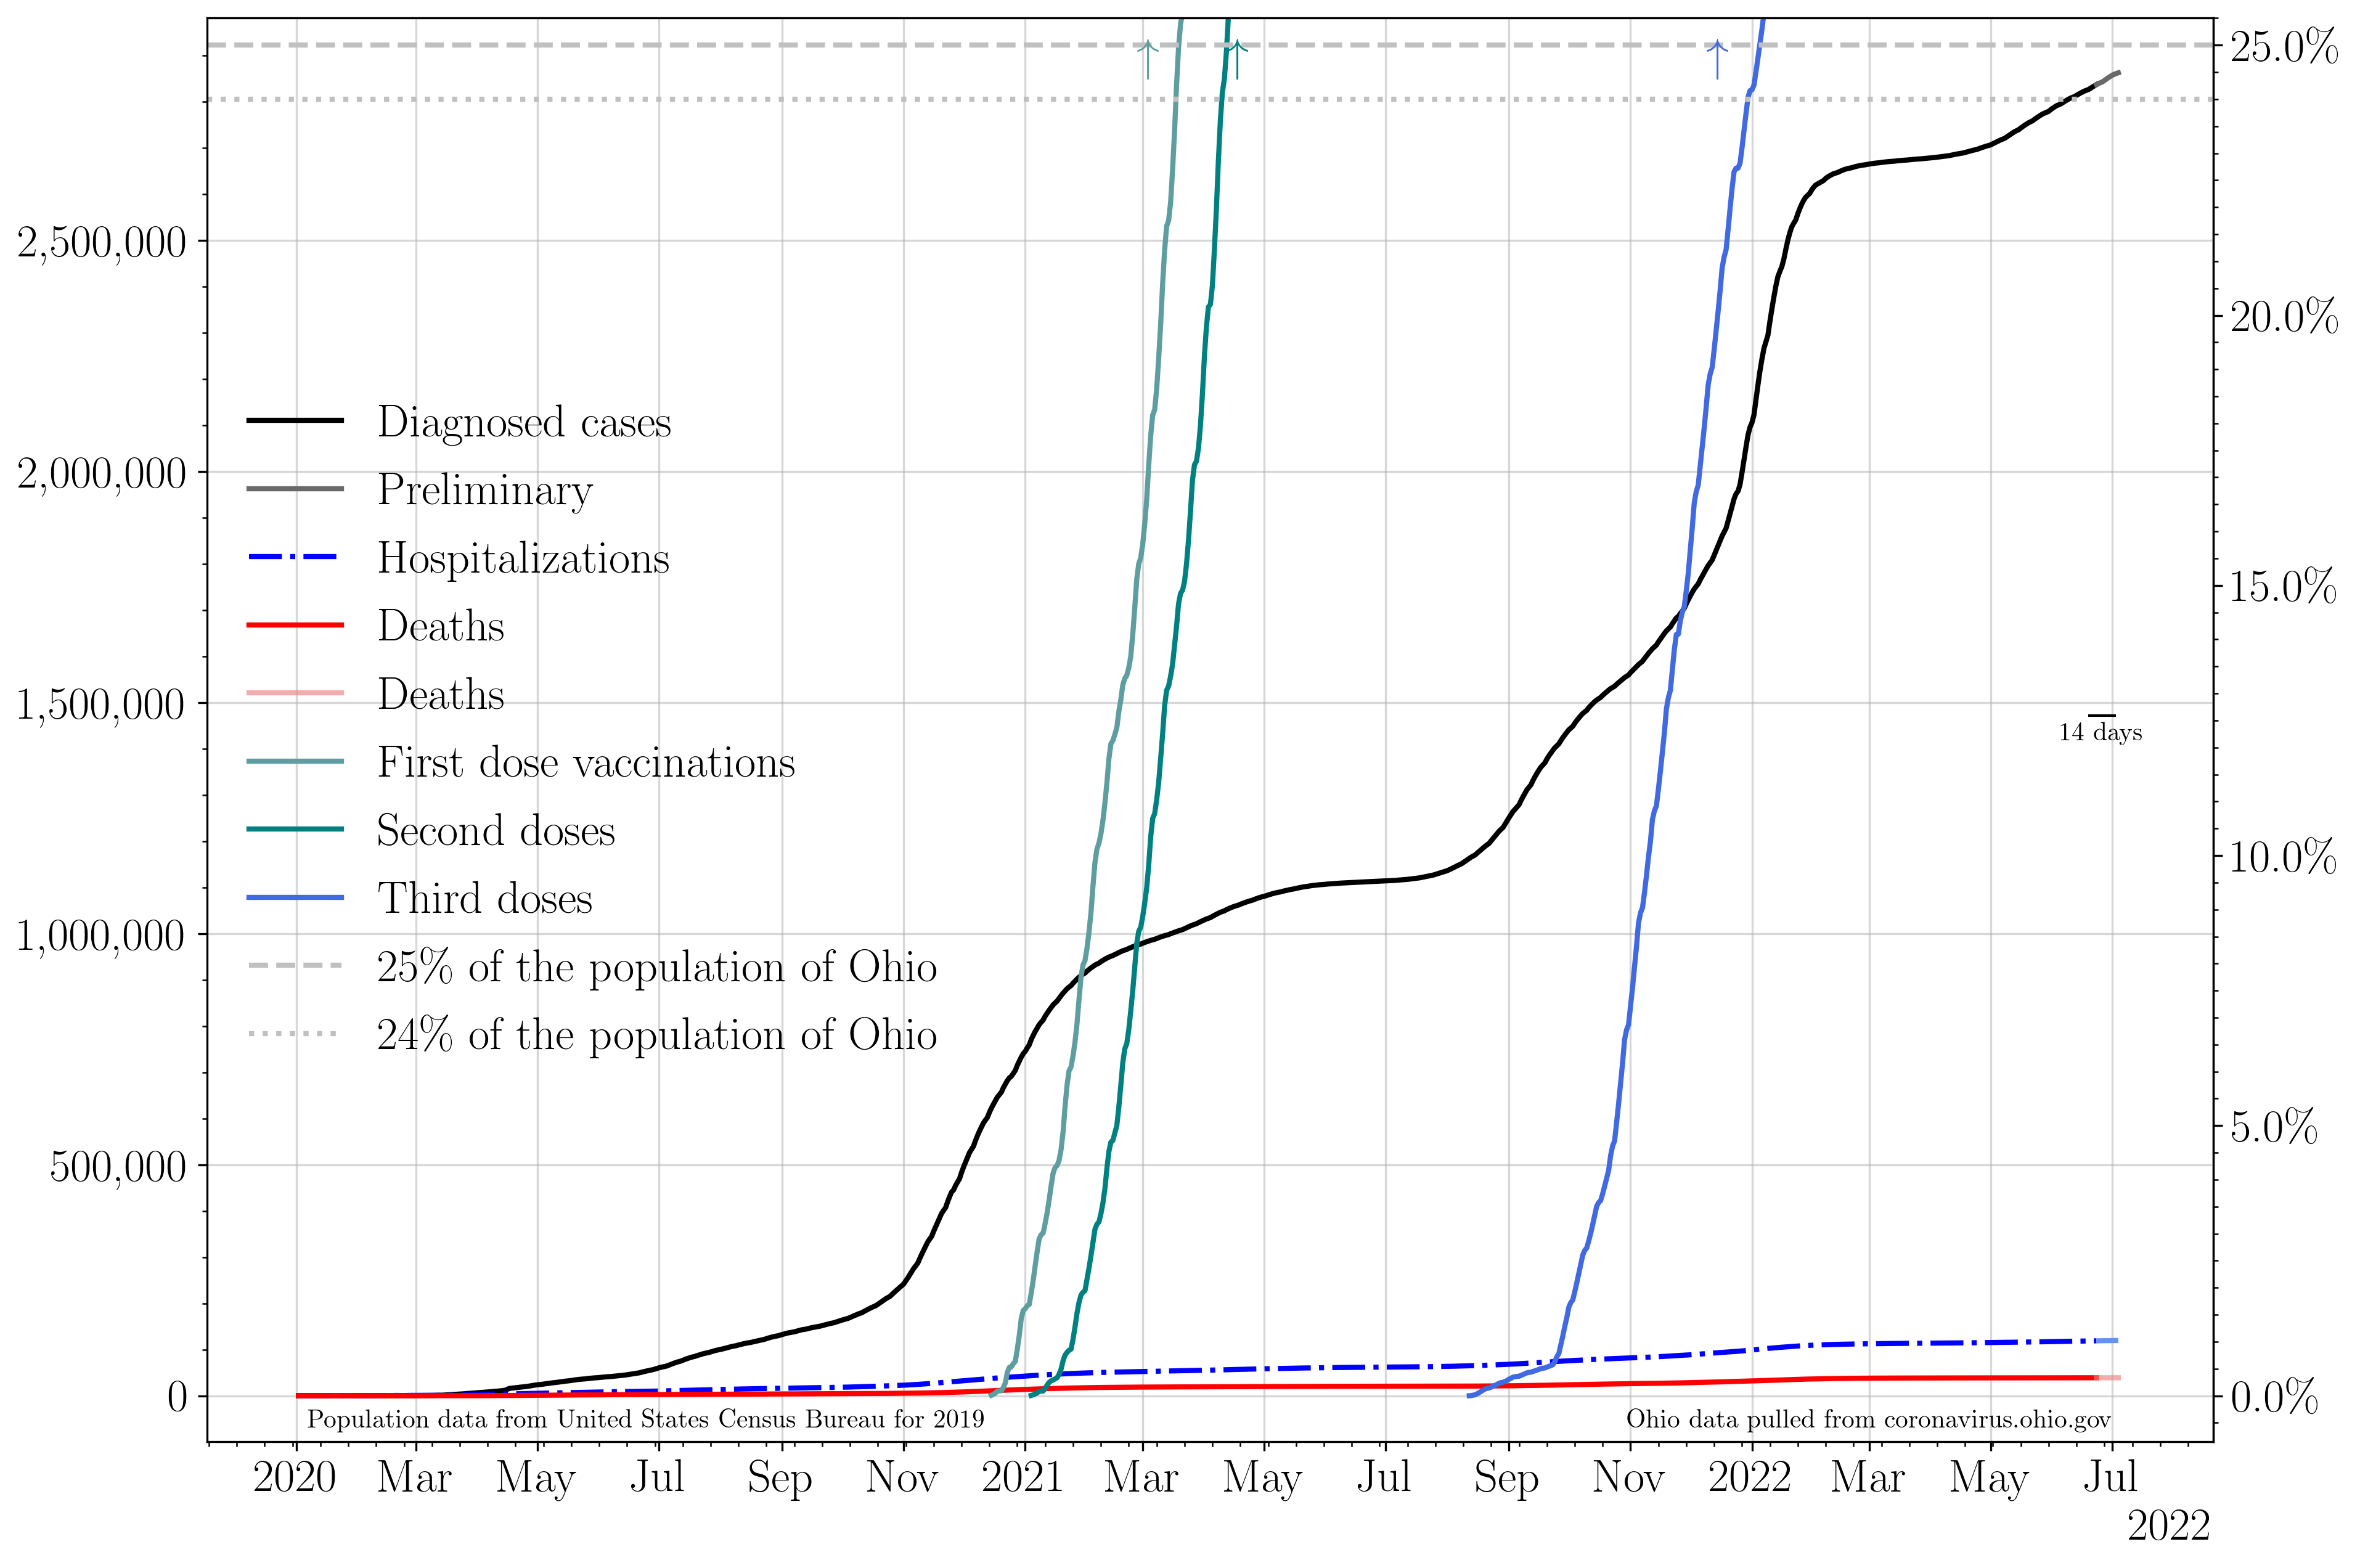 25.0%
2,500,000
20.0%
Diagnosed cases
2,000,000
Preliminary
Hospitalizations
15.0%
Deaths
1,500,000
Deaths
14 days
First dose vaccinations
Second doses
10.0%
Third doses
1,000,000
25% of the population of Ohio
24% of the population of Ohio
5.0%
500,000
0
0.0%
Population data from United States Census Bureau for 2019
Ohio data pulled from coronavirus.ohio.gov
2020 Mar May Jul Sep Nov 2021 Mar May Jul Sep Nov 2022 Mar May Jul
2022